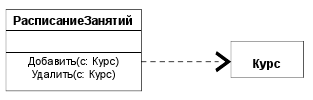 РасписаниеЗанятий
Добавить(с: Курс)
Удалить(с: Курс)
Курс